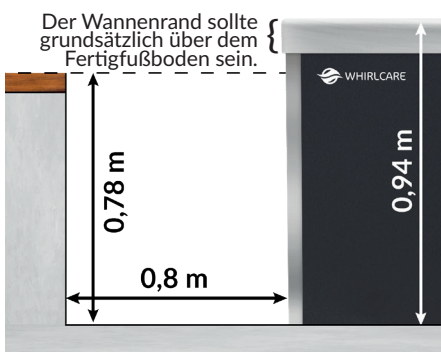 Der Wannenrand sollte
grundsätzlich über dem
Fertigfußboden sein.
WHIRLCARE
0,78 m
0,94 m
0,8 m